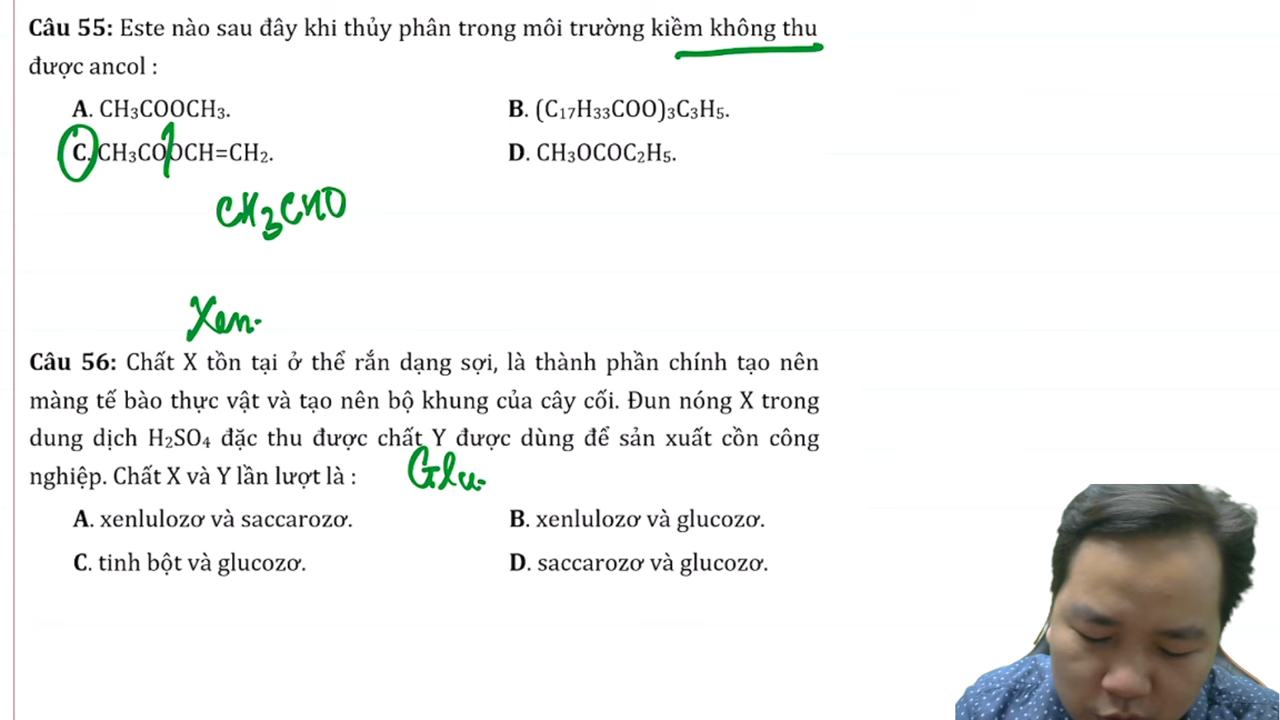 Câu 55: Este nào sau đây khi thủy phân trong môi trường kiềm không thu
được ancol :
A. CH₃COOCH₃.
B. (C₁₇H₃₃COO)₃C₃H₅.
C. CH₃COOCH=CH₂.
D. CH₃OCOC₂H₅.
CH₃CHO
Xen.
Câu 56: Chất X tồn tại ở thể rắn dạng sợi, là thành phần chính tạo nên
màng tế bào thực vật và tạo nên bộ khung của cây cối. Đun nóng X trong
dung dịch H₂SO₄ đặc thu được chất Y được dùng để sản xuất cồn công
nghiệp. Chất X và Y lần lượt là :
Glu.
A. xenlulozơ và saccarozơ.
B. xenlulozơ và glucozơ.
C. tinh bột và glucozơ.
D. saccarozơ và glucozơ.